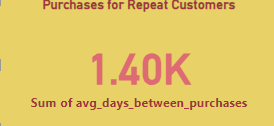 Purchases for Repeat Customers
1.40K
Sum of avg_days_between_purchases